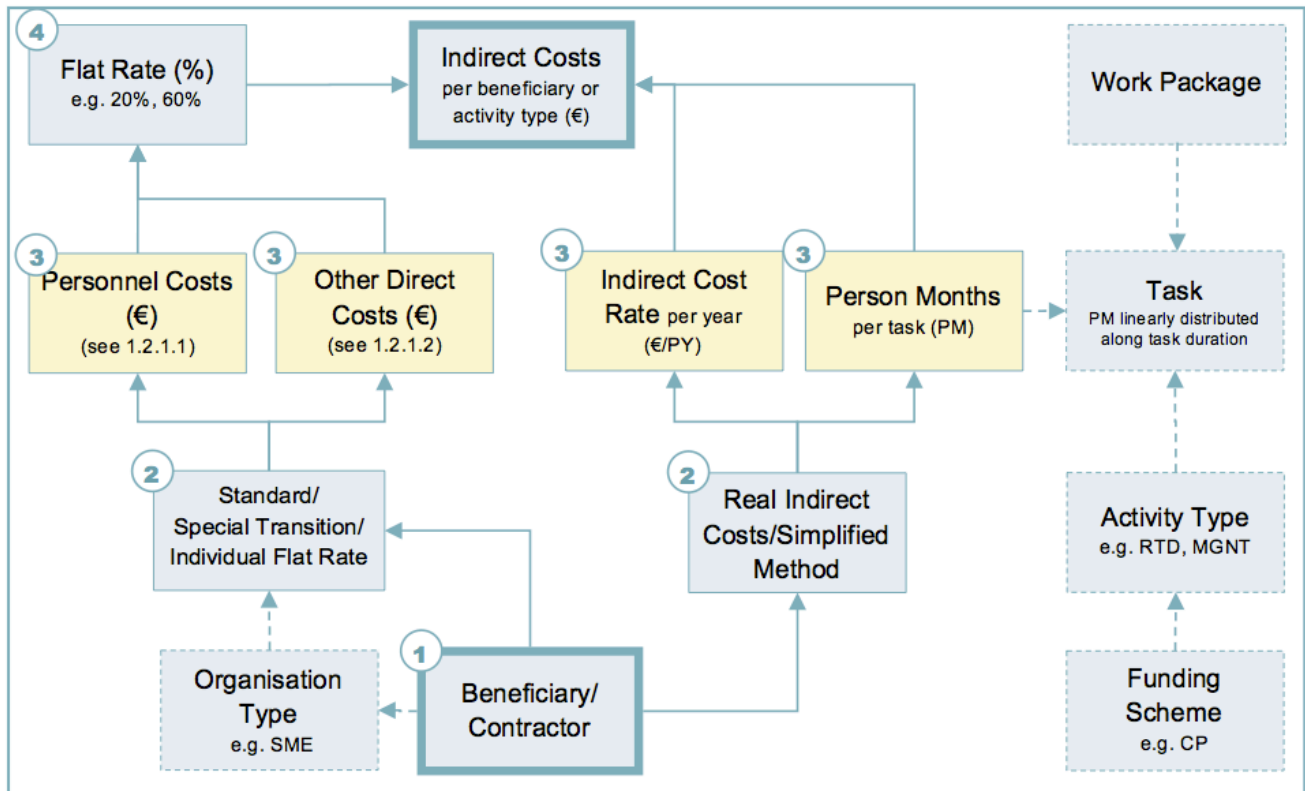 4
Flat Rate (%)
e.g. 20%, 60%
Indirect Costs
per beneficiary or
activity type (€)
Work Package
3
Personnel Costs
(€)
(see 1.2.1.1)
3
Other Direct
Costs (€)
(see 1.2.1.2)
3
Indirect Cost
Rate per year
(€/PY)
3
Person Months
per task (PM)
Task
PM linearly distributed
along task duration
2
Standard/
Special Transition/
Individual Flat Rate
2
Real Indirect
Costs/Simplified
Method
Activity Type
e.g. RTD, MGNT
Organisation
Type
e.g. SME
1
Beneficiary/
Contractor
Funding
Scheme
e.g. CP